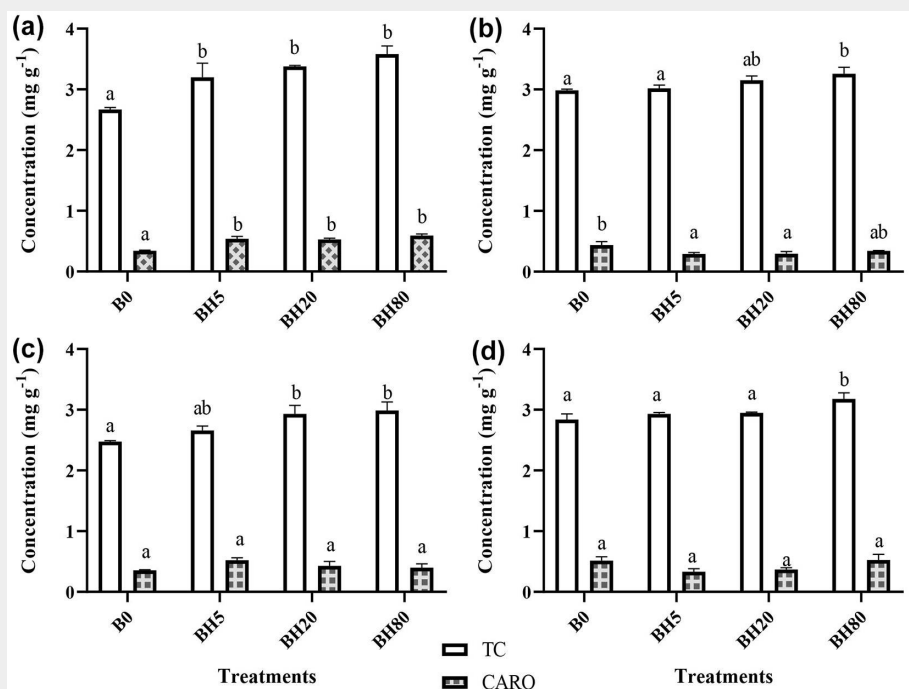 (a)
Concentration (mg g-1)
4
3
2
1
0
a b b b
a b b b
B0 BH5 BH20 BH80
(b)
Concentration (mg g-1)
4
3
2
1
0
a a ab b
b a a ab
B0 BH5 BH20 BH80
(c)
Concentration (mg g-1)
4
3
2
1
0
a ab b b
a a a a
B0 BH5 BH20 BH80
Treatments
(d)
Concentration (mg g-1)
4
3
2
1
0
a a a b
a a a a
B0 BH5 BH20 BH80
Treatments
TC
CARO